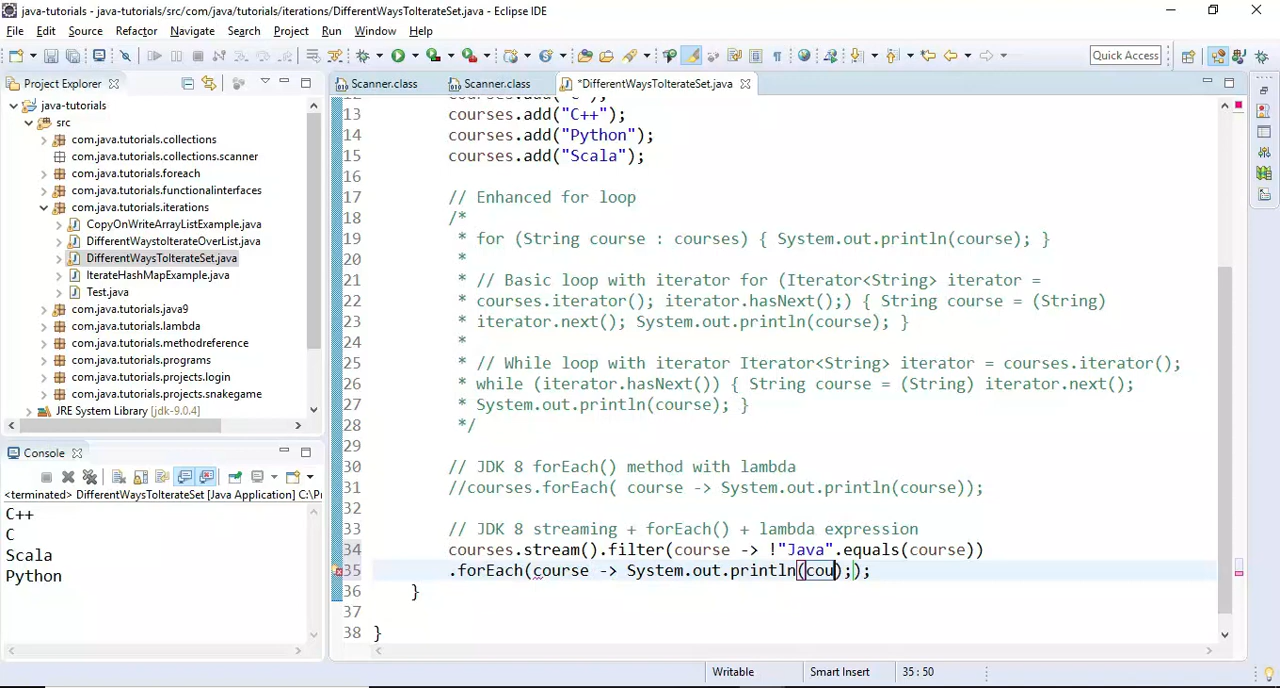 java-tutorials - java-tutorials/src/com/java/tutorials/iterations/DifferentWaysToIterateSet.java - Eclipse IDE
File Edit Source Refactor Navigate Search Project Run Window Help
Quick Access
Project Explorer
Scanner.class
Scanner.class
*DifferentWaysToIterateSet.java
java-tutorials
src
com.java.tutorials.collections
com.java.tutorials.collections.scanner
com.java.tutorials.foreach
com.java.tutorials.functionalinterfaces
com.java.tutorials.iterations
CopyOnWriteArrayListExample.java
DifferentWaystoIterateOverList.java
DifferentWaysToIterateSet.java
IterateHashMapExample.java
Test.java
com.java.tutorials.java9
com.java.tutorials.lambda
com.java.tutorials.methodreference
com.java.tutorials.programs
com.java.tutorials.projects.login
com.java.tutorials.projects.snakegame
JRE System Library [jdk-9.0.4]
Console
<terminated> DifferentWaysToIterateSet [Java Application] C:\P
C++
C
Scala
Python
13 courses.add("C++");
14 courses.add("Python");
15 courses.add("Scala");
16
17 // Enhanced for loop
18 /*
19 * for (String course : courses) { System.out.println(course); }
20 *
21 * // Basic loop with iterator for (Iterator<String> iterator =
22 * courses.iterator(); iterator.hasNext();) { String course = (String)
23 * iterator.next(); System.out.println(course); }
24 *
25 * // While loop with iterator Iterator<String> iterator = courses.iterator();
26 * while (iterator.hasNext()) { String course = (String) iterator.next();
27 * System.out.println(course); }
28 */
29
30 // JDK 8 forEach() method with lambda
31 //courses.forEach( course -> System.out.println(course));
32
33 // JDK 8 streaming + forEach() + lambda expression
34 courses.stream().filter(course -> !"Java".equals(course))
35 .forEach(course -> System.out.println(cou););
36 }
37
38 }
Writable
Smart Insert
35 : 50